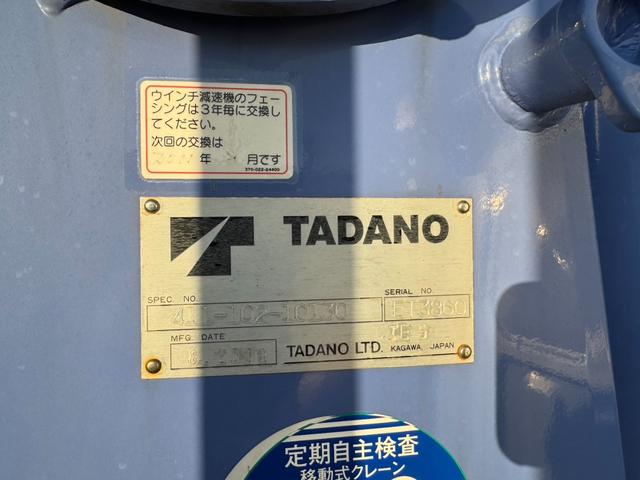 ウインチ減速機のフェー
シングは3年毎に交換し
てください。
次回の交換は
年 月です
370-022-24400
TADANO
SPEC. NO.
SERIAL NO.
MFG. DATE
TADANO LTD. KAGAWA, JAPAN
定期自主検査
移動式クレーン